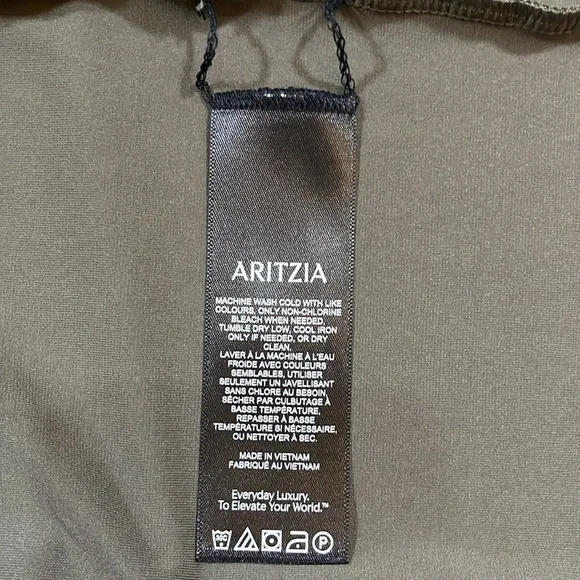 ARITZIA
MACHINE WASH COLD WITH LIKE
COLOURS, ONLY NON-CHLORINE
BLEACH WHEN NEEDED,
TUMBLE DRY LOW, COOL IRON
ONLY IF NEEDED, OR DRY
CLEAN.
LAVER À LA MACHINE À L'EAU
FROIDE AVEC COULEURS
SEMBLABLES, UTILISER
SEULEMENT UN JAVELLISANT
SANS CHLORE AU BESOIN,
SÉCHER PAR CULBUTAGE À
BASSE TEMPÉRATURE,
REPASSER À BASSE
TEMPÉRATURE SI NÉCESSAIRE,
OU NETTOYER À SEC.
MADE IN VIETNAM
FABRIQUÉ AU VIETNAM
Everyday Luxury.
To Elevate Your World.™
30C P